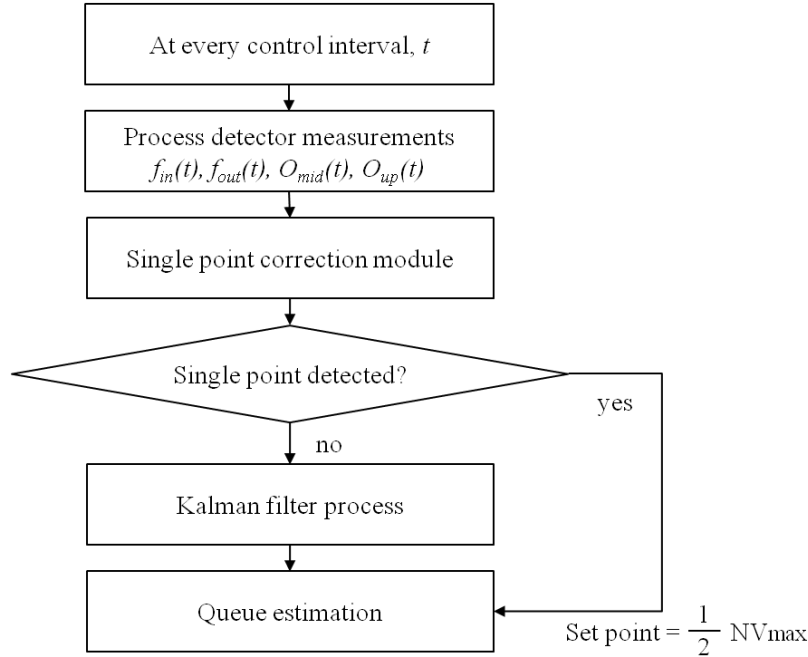 At every control interval, t
Process detector measurements
f_in(t), f_out(t), O_mid(t), O_up(t)
Single point correction module
Single point detected?
yes
no
Kalman filter process
Queue estimation
Set point = 1/2 NVmax